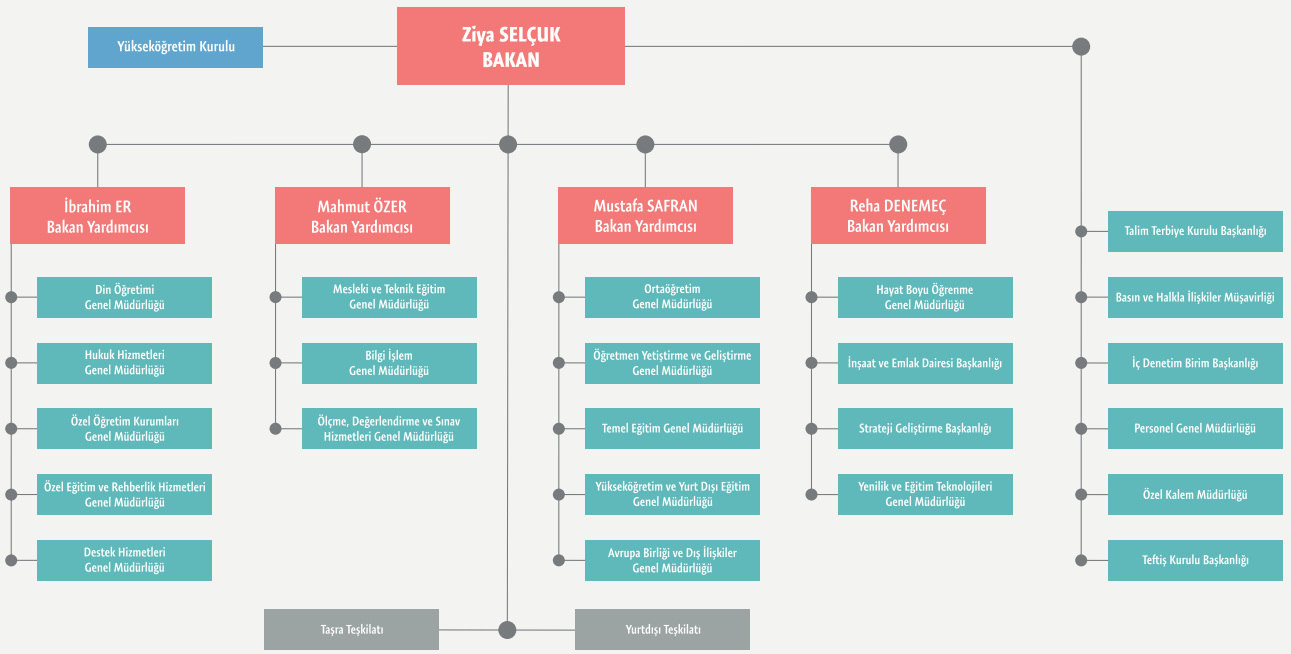 Yükseköğretim Kurulu
Ziya SELÇUK
BAKAN
İbrahim ER
Bakan Yardımcısı
Din Öğretimi
Genel Müdürlüğü
Hukuk Hizmetleri
Genel Müdürlüğü
Özel Öğretim Kurumları
Genel Müdürlüğü
Özel Eğitim ve Rehberlik Hizmetleri
Genel Müdürlüğü
Destek Hizmetleri
Genel Müdürlüğü
Mahmut ÖZER
Bakan Yardımcısı
Mesleki ve Teknik Eğitim
Genel Müdürlüğü
Bilgi İşlem
Genel Müdürlüğü
Ölçme, Değerlendirme ve Sınav
Hizmetleri Genel Müdürlüğü
Mustafa SAFRAN
Bakan Yardımcısı
Ortaöğretim
Genel Müdürlüğü
Öğretmen Yetiştirme ve Geliştirme
Genel Müdürlüğü
Temel Eğitim Genel Müdürlüğü
Yükseköğretim ve Yurt Dışı Eğitim
Genel Müdürlüğü
Avrupa Birliği ve Dış İlişkiler
Genel Müdürlüğü
Reha DENEMEÇ
Bakan Yardımcısı
Hayat Boyu Öğrenme
Genel Müdürlüğü
İnşaat ve Emlak Dairesi Başkanlığı
Strateji Geliştirme Başkanlığı
Yenilik ve Eğitim Teknolojileri
Genel Müdürlüğü
Talim Terbiye Kurulu Başkanlığı
Basın ve Halkla İlişkiler Müşavirliği
İç Denetim Birim Başkanlığı
Personel Genel Müdürlüğü
Özel Kalem Müdürlüğü
Teftiş Kurulu Başkanlığı
Taşra Teşkilatı
Yurtdışı Teşkilatı